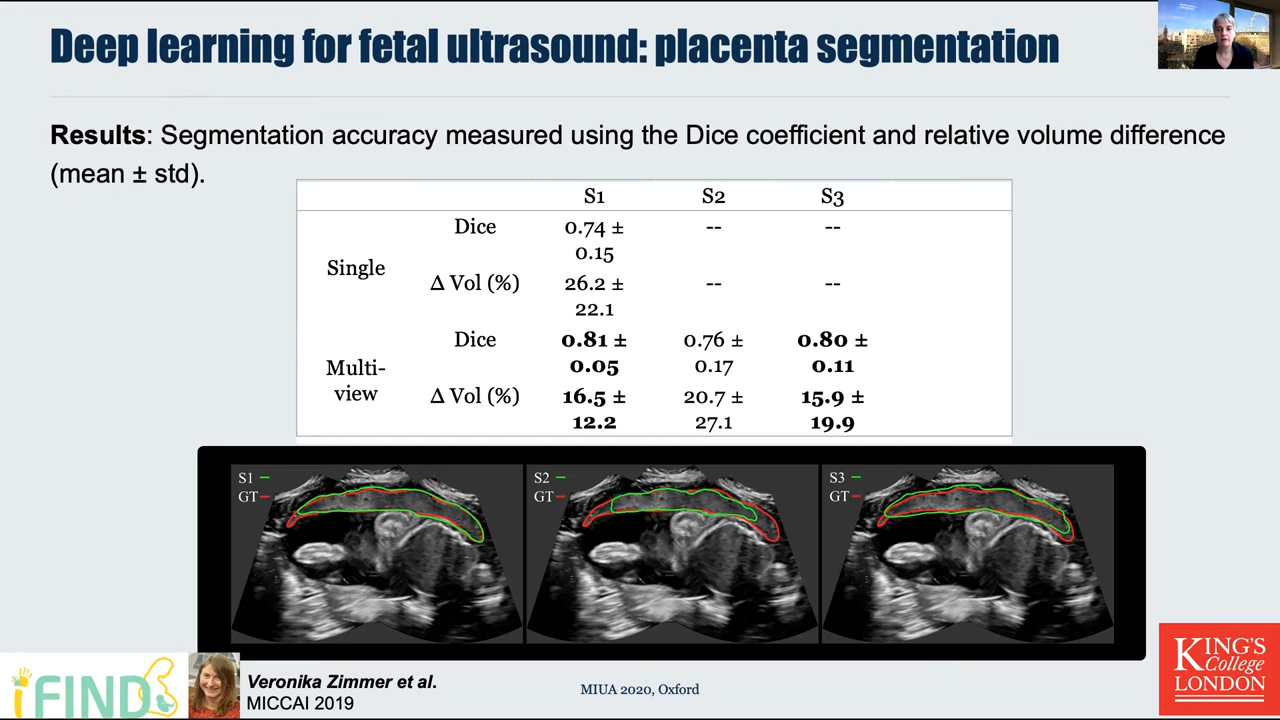 Deep learning for fetal ultrasound: placenta segmentation
Results: Segmentation accuracy measured using the Dice coefficient and relative volume difference
(mean ± std).
S1 S2 S3
Single
Dice 0.74 ± 0.15 -- --
Δ Vol (%) 26.2 ± 22.1 -- --
Multi-view
Dice 0.81 ± 0.05 0.76 ± 0.17 0.80 ± 0.11
Δ Vol (%) 16.5 ± 12.2 20.7 ± 27.1 15.9 ± 19.9
S1
GT
S2
GT
S3
GT
iFIND
Veronika Zimmer et al.
MICCAI 2019
MIUA 2020, Oxford
KING'S
College
LONDON